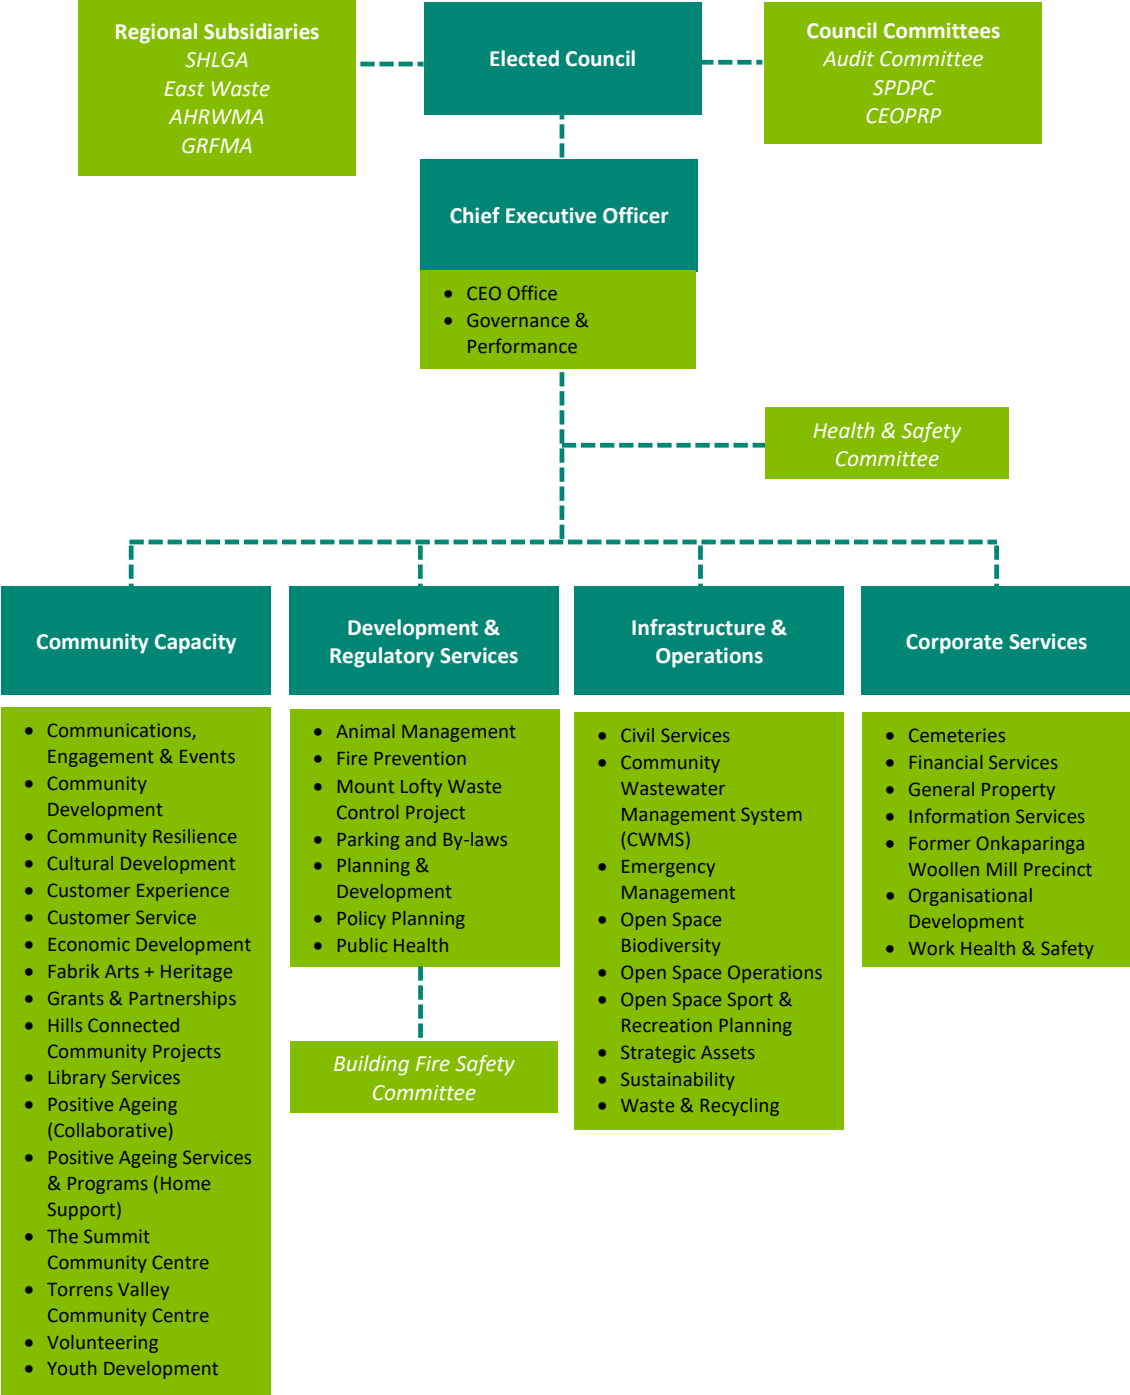 Regional Subsidiaries
SHLGA
East Waste
AHRWMA
GRFMA
Elected Council
Council Committees
Audit Committee
SPDPC
CEOPRP
Chief Executive Officer
• CEO Office
• Governance &
Performance
Health & Safety
Committee
Community Capacity
• Communications,
Engagement & Events
• Community
Development
• Community Resilience
• Cultural Development
• Customer Experience
• Customer Service
• Economic Development
• Fabrik Arts + Heritage
• Grants & Partnerships
• Hills Connected
Community Projects
• Library Services
• Positive Ageing
(Collaborative)
• Positive Ageing Services
& Programs (Home
Support)
• The Summit
Community Centre
• Torrens Valley
Community Centre
• Volunteering
• Youth Development
Development &
Regulatory Services
• Animal Management
• Fire Prevention
• Mount Lofty Waste
Control Project
• Parking and By-laws
• Planning &
Development
• Policy Planning
• Public Health
Building Fire Safety
Committee
Infrastructure &
Operations
• Civil Services
• Community
Wastewater
Management System
(CWMS)
• Emergency
Management
• Open Space
Biodiversity
• Open Space Operations
• Open Space Sport &
Recreation Planning
• Strategic Assets
• Sustainability
• Waste & Recycling
Corporate Services
• Cemeteries
• Financial Services
• General Property
• Information Services
• Former Onkaparinga
Woollen Mill Precinct
• Organisational
Development
• Work Health & Safety